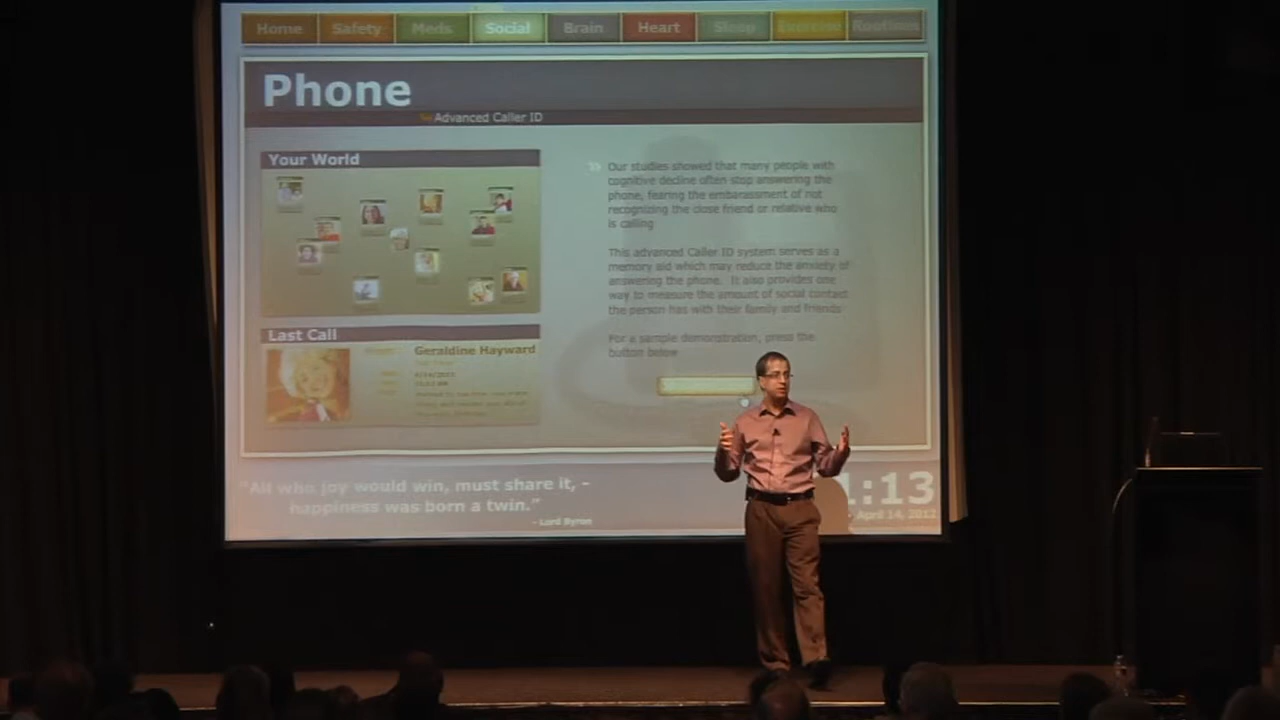 Home Safety Meds Social Brain Heart Sleep Exercise Routines
Phone
Advanced Caller ID
Your World
Our studies showed that many people with
cognitive decline often stop answering the
phone, fearing the embarassment of not
recognizing the close friend or relative who
is calling
This advanced Caller ID system serves as a
memory aid which may reduce the anxiety of
answering the phone. It also provides one
way to measure the amount of social contact
the person has with their family and friends
For a sample demonstration, press the
button below
Last Call
Geraldine Hayward
"All who joy would win, must share it, -
happiness was born a twin."
- Lord Byron
1:13
April 14, 2012